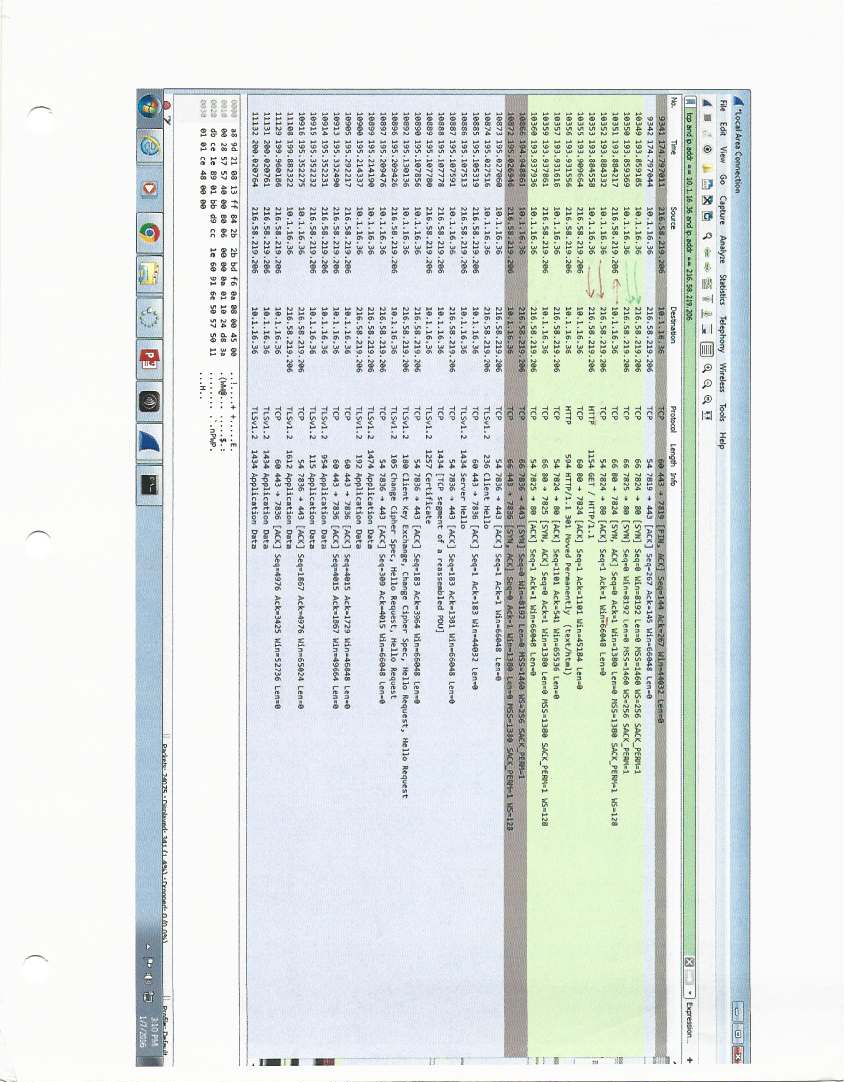 *Local Area Connection
File Edit View Go Capture Analyze Statistics Telephony Wireless Tools Help
tcp and ip.addr == 10.1.16.36 and ip.addr == 216.58.219.206
Expression...
No. Time Source Destination Protocol Length Info
9341 174.797011 216.58.219.206 10.1.16.36 TCP 60 443 → 7819 [FIN, ACK] Seq=144 Ack=267 Win=44032 Len=0
9342 174.797044 10.1.16.36 216.58.219.206 TCP 54 7819 → 443 [ACK] Seq=267 Ack=145 Win=66048 Len=0
10349 193.859185 10.1.16.36 216.58.219.206 TCP 66 7824 → 80 [SYN] Seq=0 Win=8192 Len=0 MSS=1460 WS=256 SACK_PERM=1
10350 193.859369 10.1.16.36 216.58.219.206 TCP 66 7825 → 80 [SYN] Seq=0 Win=8192 Len=0 MSS=1460 WS=256 SACK_PERM=1
10351 193.884217 216.58.219.206 10.1.16.36 TCP 66 80 → 7824 [SYN, ACK] Seq=0 Ack=1 Win=1380 Len=0 MSS=1380 SACK_PERM=1 WS=128
10352 193.884332 10.1.16.36 216.58.219.206 TCP 54 7824 → 80 [ACK] Seq=1 Ack=1 Win=66048 Len=0
10353 193.884558 10.1.16.36 216.58.219.206 HTTP 1154 GET / HTTP/1.1
10355 193.909664 216.58.219.206 10.1.16.36 TCP 60 80 → 7824 [ACK] Seq=1 Ack=1101 Win=45184 Len=0
10356 193.931556 216.58.219.206 10.1.16.36 HTTP 594 HTTP/1.1 301 Moved Permanently (text/html)
10357 193.931616 10.1.16.36 216.58.219.206 TCP 54 7824 → 80 [ACK] Seq=1101 Ack=541 Win=65536 Len=0
10359 193.937881 216.58.219.206 10.1.16.36 TCP 66 80 → 7825 [SYN, ACK] Seq=0 Ack=1 Win=1380 Len=0 MSS=1380 SACK_PERM=1 WS=128
10360 193.937936 10.1.16.36 216.58.219.206 TCP 54 7825 → 80 [ACK] Seq=1 Ack=1 Win=66048 Len=0
10866 194.948861 10.1.16.36 216.58.219.206 TCP 66 7836 → 443 [SYN] Seq=0 Win=8192 Len=0 MSS=1460 WS=256 SACK_PERM=1
10872 195.026946 216.58.219.206 10.1.16.36 TCP 66 443 → 7836 [SYN, ACK] Seq=0 Ack=1 Win=1380 Len=0 MSS=1380 SACK_PERM=1 WS=128
10873 195.027060 10.1.16.36 216.58.219.206 TCP 54 7836 → 443 [ACK] Seq=1 Ack=1 Win=66048 Len=0
10874 195.027516 10.1.16.36 216.58.219.206 TLSv1.2 236 Client Hello
10885 195.105319 216.58.219.206 10.1.16.36 TCP 60 443 → 7836 [ACK] Seq=1 Ack=183 Win=44032 Len=0
10886 195.107513 216.58.219.206 10.1.16.36 TLSv1.2 1434 Server Hello
10887 195.107591 10.1.16.36 216.58.219.206 TCP 54 7836 → 443 [ACK] Seq=183 Ack=1381 Win=66048 Len=0
10888 195.107778 216.58.219.206 10.1.16.36 TCP 1434 [TCP segment of a reassembled PDU]
10889 195.107780 216.58.219.206 10.1.16.36 TLSv1.2 1257 Certificate
10890 195.107856 10.1.16.36 216.58.219.206 TCP 54 7836 → 443 [ACK] Seq=183 Ack=3964 Win=66048 Len=0
10892 195.130136 10.1.16.36 216.58.219.206 TLSv1.2 180 Client Key Exchange, Change Cipher Spec, Hello Request, Hello Request
10896 195.209426 216.58.219.206 10.1.16.36 TLSv1.2 105 Change Cipher Spec, Hello Request, Hello Request
10897 195.209476 10.1.16.36 216.58.219.206 TCP 54 7836 → 443 [ACK] Seq=309 Ack=4015 Win=66048 Len=0
10899 195.214190 10.1.16.36 216.58.219.206 TLSv1.2 1474 Application Data
10900 195.214337 10.1.16.36 216.58.219.206 TLSv1.2 192 Application Data
10905 195.292217 216.58.219.206 10.1.16.36 TCP 60 443 → 7836 [ACK] Seq=4015 Ack=1729 Win=46848 Len=0
10913 195.332400 216.58.219.206 10.1.16.36 TCP 60 443 → 7836 [ACK] Seq=4015 Ack=1867 Win=49664 Len=0
10914 195.352231 216.58.219.206 10.1.16.36 TLSv1.2 954 Application Data
10915 195.352232 216.58.219.206 10.1.16.36 TLSv1.2 115 Application Data
10916 195.352275 10.1.16.36 216.58.219.206 TCP 54 7836 → 443 [ACK] Seq=1867 Ack=4976 Win=65024 Len=0
11108 199.882322 10.1.16.36 216.58.219.206 TLSv1.2 1612 Application Data
11129 199.960186 216.58.219.206 10.1.16.36 TCP 60 443 → 7836 [ACK] Seq=4976 Ack=3425 Win=52736 Len=0
11131 200.020761 216.58.219.206 10.1.16.36 TLSv1.2 1434 Application Data
11132 200.020764 216.58.219.206 10.1.16.36 TLSv1.2 1434 Application Data
0000 a8 9d 21 08 13 ff 84 2b 2b bd f6 0a 08 00 45 00
0010 00 28 57 57 40 00 80 06 00 00 0a 01 10 24 d8 3a
0020 db ce 1e 89 01 bb d9 cc 1e 60 91 6e 50 57 50 11
0030 01 01 ce 48 00 00
3:10 PM
1/7/2016